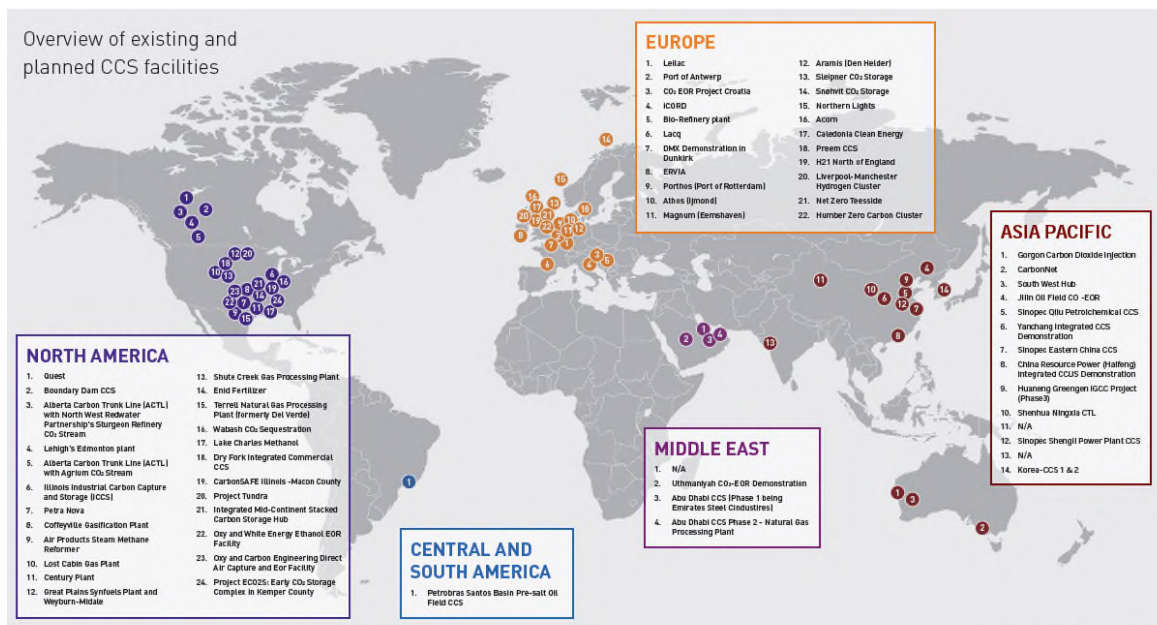 Overview of existing and
planned CCS facilities
EUROPE
1. Leilac
2. Port of Antwerp
3. CO₂ EOR Project Croatia
4. iCORD
5. Bio-Refinery plant
6. Lacq
7. DMX Demonstration in
Dunkirk
8. ERVIA
9. Porthos (Port of Rotterdam)
10. Athos (Ijmond)
11. Magnum (Eemshaven)
12. Aramis (Den Helder)
13. Sleipner CO₂ Storage
14. Snøhvit CO₂ Storage
15. Northern Lights
16. Acorn
17. Caledonia Clean Energy
18. Preem CCS
19. H21 North of England
20. Liverpool-Manchester
Hydrogen Cluster
21. Net Zero Teesside
22. Humber Zero Carbon Cluster
ASIA PACIFIC
1. Gorgon Carbon Dioxide Injection
2. CarbonNet
3. South West Hub
4. Jilin Oil Field CO -EOR
5. Sinopec Qilu Petrolchemical CCS
6. Yanchang Integrated CCS
Demonstration
7. Sinopec Eastern China CCS
8. China Resource Power (Haifeng)
Integrated CCUS Demonstration
9. Huaneng Greengen IGCC Project
(Phase3)
10. Shenhua Ningxia CTL
11. N/A
12. Sinopec Shengli Power Plant CCS
13. N/A
14. Korea-CCS 1 & 2
NORTH AMERICA
1. Quest
2. Boundary Dam CCS
3. Alberta Carbon Trunk Line (ACTL)
with North West Redwater
Partnership's Sturgeon Refinery
CO₂ Stream
4. Lehigh's Edmonton plant
5. Alberta Carbon Trunk Line (ACTL)
with Agrium CO₂ Stream
6. Illinois Industrial Carbon Capture
and Storage (ICCS)
7. Petra Nova
8. Coffeyville Gasification Plant
9. Air Products Steam Methane
Reformer
10. Lost Cabin Gas Plant
11. Century Plant
12. Great Plains Synfuels Plant and
Weyburn-Midale
13. Shute Creek Gas Processing Plant
14. Enid Fertilizer
15. Terrell Natural Gas Processing
Plant (formerly Del Verde)
16. Wabash CO₂ Sequestration
17. Lake Charles Methanol
18. Dry Fork Integrated Commercial
CCS
19. CarbonSAFE Illinois -Macon County
20. Project Tundra
21. Integrated Mid-Continent Stacked
Carbon Storage Hub
22. Oxy and White Energy Ethanol EOR
Facility
23. Oxy and Carbon Engineering Direct
Air Capture and Eor Facility
24. Project ECO2S: Early CO₂ Storage
Complex in Kemper County
MIDDLE EAST
1. N/A
2. Uthmaniyah CO₂-EOR Demonstration
3. Abu Dhabi CCS (Phase 1 being
Emirates Steel Cindustires)
4. Abu Dhabi CCS Phase 2 - Natural Gas
Processing Plant
CENTRAL AND
SOUTH AMERICA
1. Petrobras Santos Basin Pre-salt Oil
Field CCS